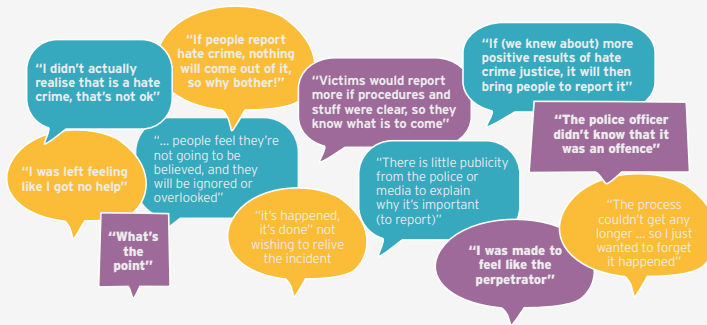 “I didn’t actually
realise that is a hate
crime, that’s not ok”
“If people report
hate crime, nothing
will come out of it,
so why bother!”
“Victims would report
more if procedures and
stuff were clear, so they
know what is to come”
“If (we knew about) more
positive results of hate
crime justice, it will then
bring people to report it”
“The police officer
didn’t know that it
was an offence”
“I was left feeling
like I got no help”
“... people feel they’re
not going to be
believed, and they
will be ignored or
overlooked”
“There is little publicity
from the police or
media to explain
why it’s important
(to report)”
“What’s
the
point”
“it’s happened,
it’s done” not
wishing to relive
the incident
“I was made to
feel like the
perpetrator”
“The process
couldn’t get any
longer ... so I just
wanted to forget
it happened”